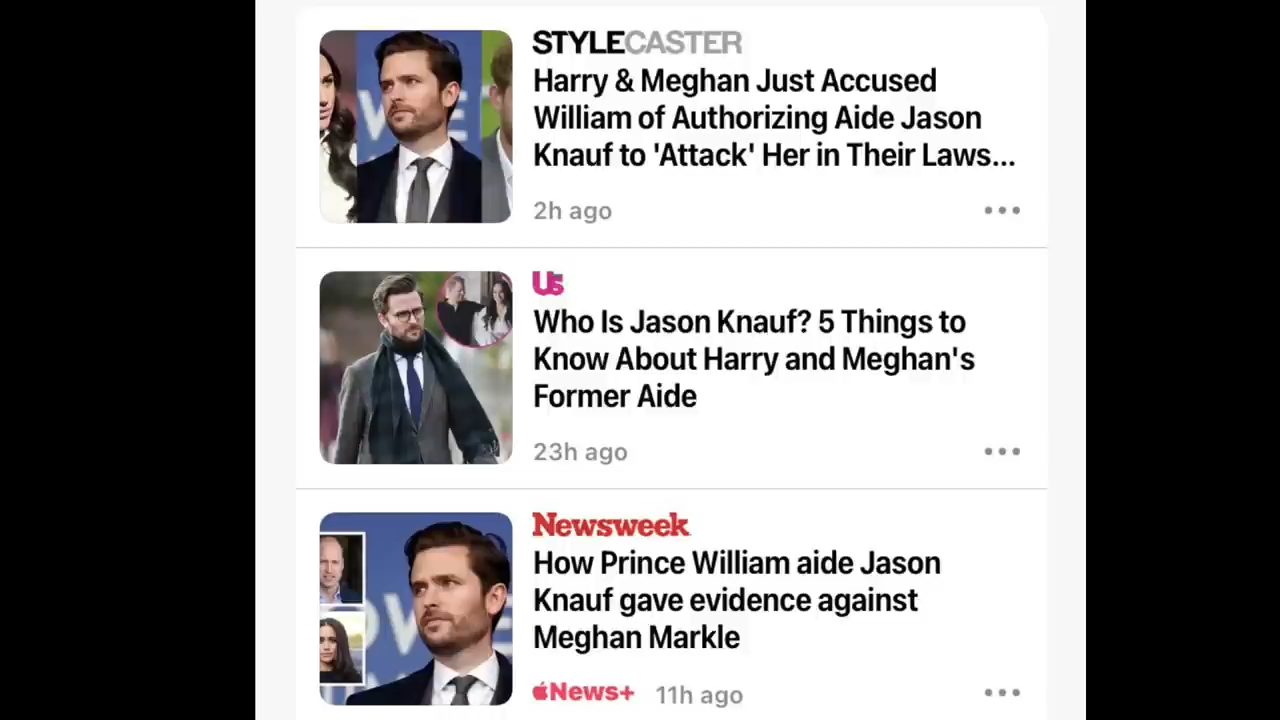 STYLECASTER
Harry & Meghan Just Accused
William of Authorizing Aide Jason
Knauf to 'Attack' Her in Their Laws...
2h ago
Us
Who Is Jason Knauf? 5 Things to
Know About Harry and Meghan's
Former Aide
23h ago
Newsweek
How Prince William aide Jason
Knauf gave evidence against
Meghan Markle
News+ 11h ago